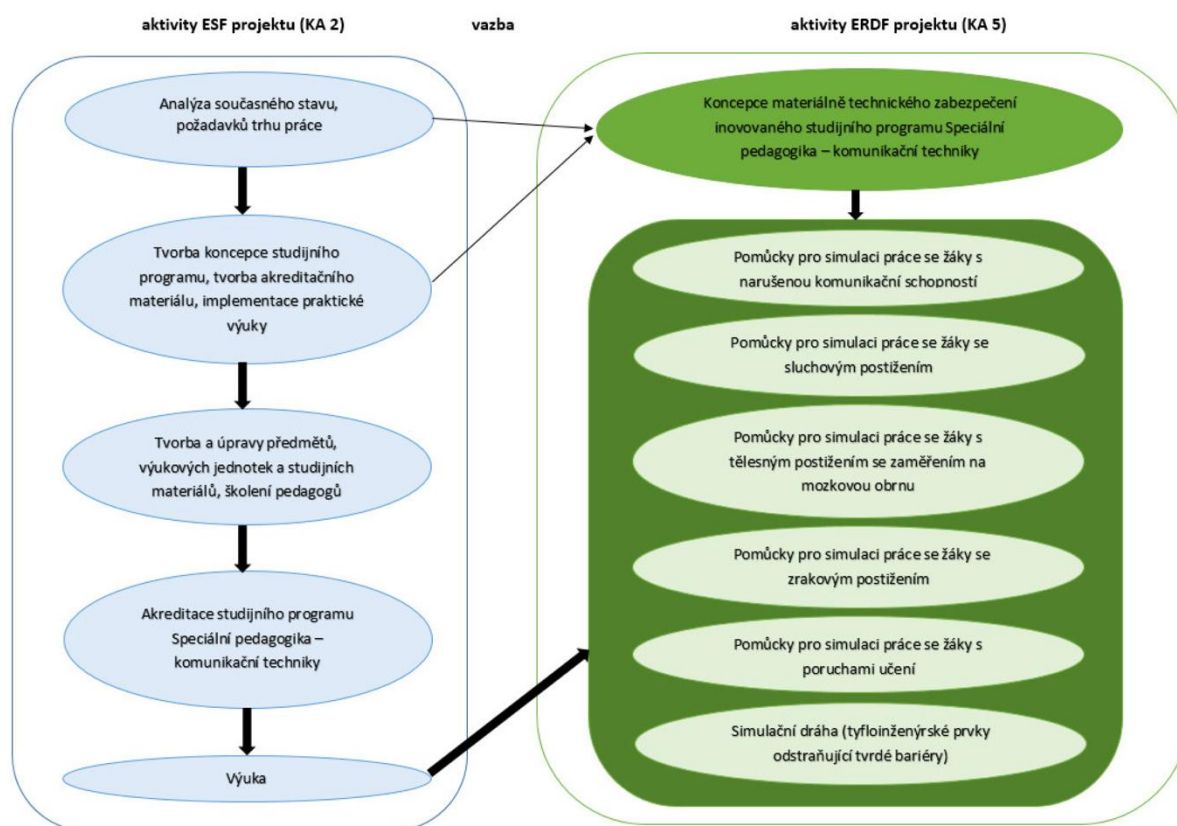 aktivity ESF projektu (KA 2)
vazba
aktivity ERDF projektu (KA 5)
Analýza současného stavu,
požadavků trhu práce
Tvorba koncepce studijního
programu, tvorba akreditačního
materiálu, implementace praktické
výuky
Tvorba a úpravy předmětů,
výukových jednotek a studijních
materiálů, školení pedagogů
Akreditace studijního programu
Speciální pedagogika –
komunikační techniky
Výuka
Koncepce materiálně technického zabezpečení
inovovaného studijního programu Speciální
pedagogika – komunikační techniky
Pomůcky pro simulaci práce se žáky s
narušenou komunikační schopností
Pomůcky pro simulaci práce se žáky se
sluchovým postižením
Pomůcky pro simulaci práce se žáky s
tělesným postižením se zaměřením na
mozkovou obrnu
Pomůcky pro simulaci práce se žáky se
zrakovým postižením
Pomůcky pro simulaci práce se žáky s
poruchami učení
Simulační dráha (tyfloinženýrské prvky
odstraňující tvrdé bariéry)